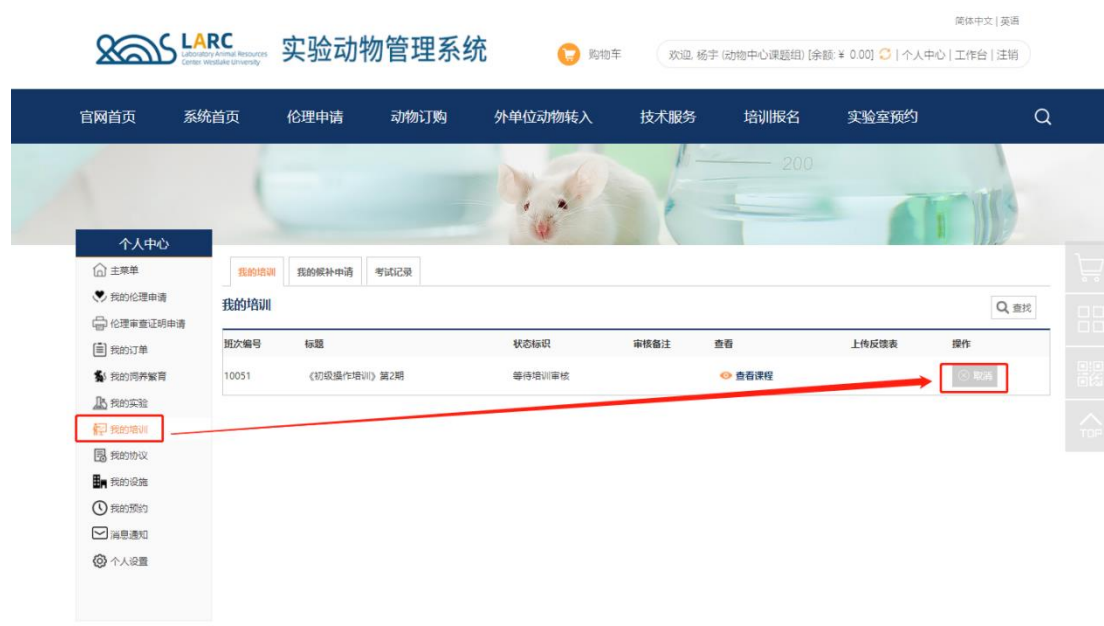 简体中文 | 英语
LARC
Laboratory Animal Resources
Center Westlake University
实验动物管理系统
购物车
欢迎, 杨宇 (动物中心课题组) [余额: ¥ 0.00] | 个人中心 | 工作台 | 注销
官网首页 系统首页 伦理申请 动物订购 外单位动物转入 技术服务 培训报名 实验室预约
200
个人中心
主菜单
我的伦理申请
伦理审查证明申请
我的订单
我的饲养繁育
我的实验
我的培训
我的协议
我的设施
我的预约
消息通知
个人设置
我的培训 我的候补申请 考试记录
我的培训 查找
班次编号 标题 状态标识 审核备注 查看 上传反馈表 操作
10051 《初级操作培训》第2期 等待培训审核 查看课程 取消
TOP